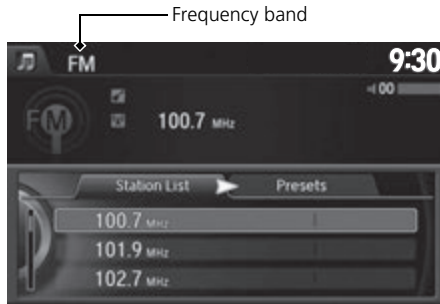 Frequency band
FM 9:30
00
FM 100.7 MHz
Station List Presets
100.7 MHz
101.9 MHz
102.7 MHz